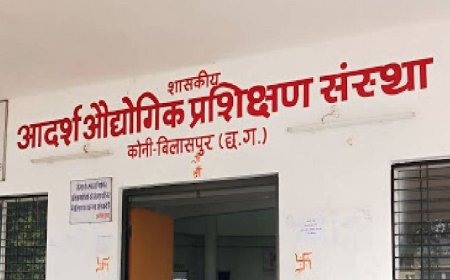 शासकीय
आदर्श औद्योगिक प्रशिक्षण संस्था
कोनी-बिलासपुर (छ.ग.)
श्री